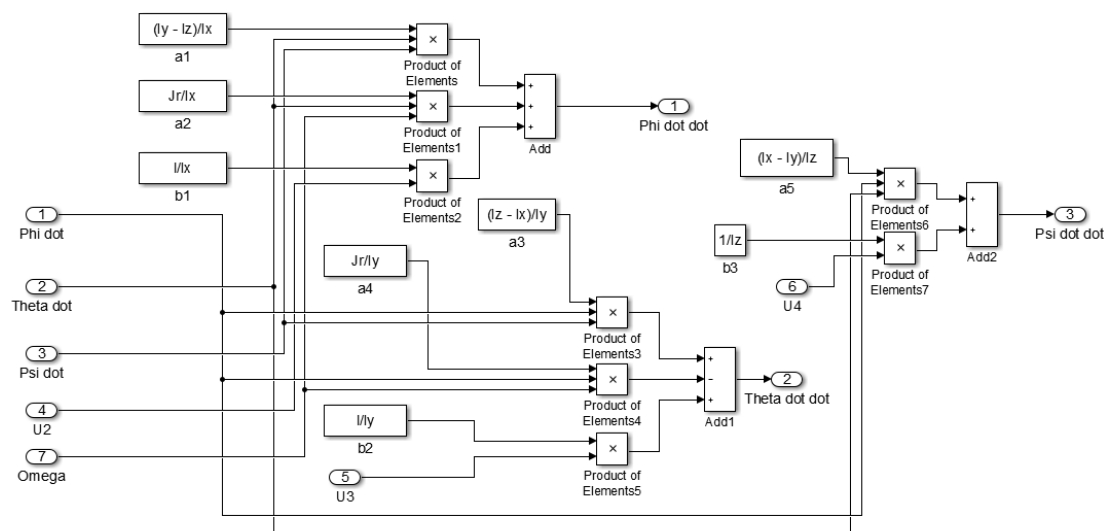 (Iy - Iz)/Ix
a1
×
Product of
Elements
Jr/Ix
a2
×
Product of
Elements1
l/Ix
b1
×
Product of
Elements2
+
+
+
Add
1
Phi dot dot
1
Phi dot
2
Theta dot
3
Psi dot
4
U2
7
Omega
(Iz - Ix)/Iy
a3
Jr/Iy
a4
×
Product of
Elements3
×
Product of
Elements4
l/Iy
b2
5
U3
×
Product of
Elements5
+
−
+
Add1
2
Theta dot dot
(Ix - Iy)/Iz
a5
×
Product of
Elements6
1/Iz
b3
6
U4
×
Product of
Elements7
+
+
Add2
3
Psi dot dot